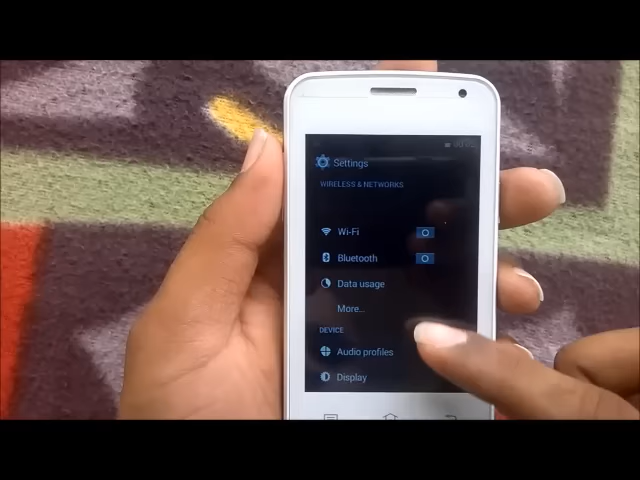 Settings
WIRELESS & NETWORKS
Wi-Fi
Bluetooth
Data usage
More...
DEVICE
Audio profiles
Display